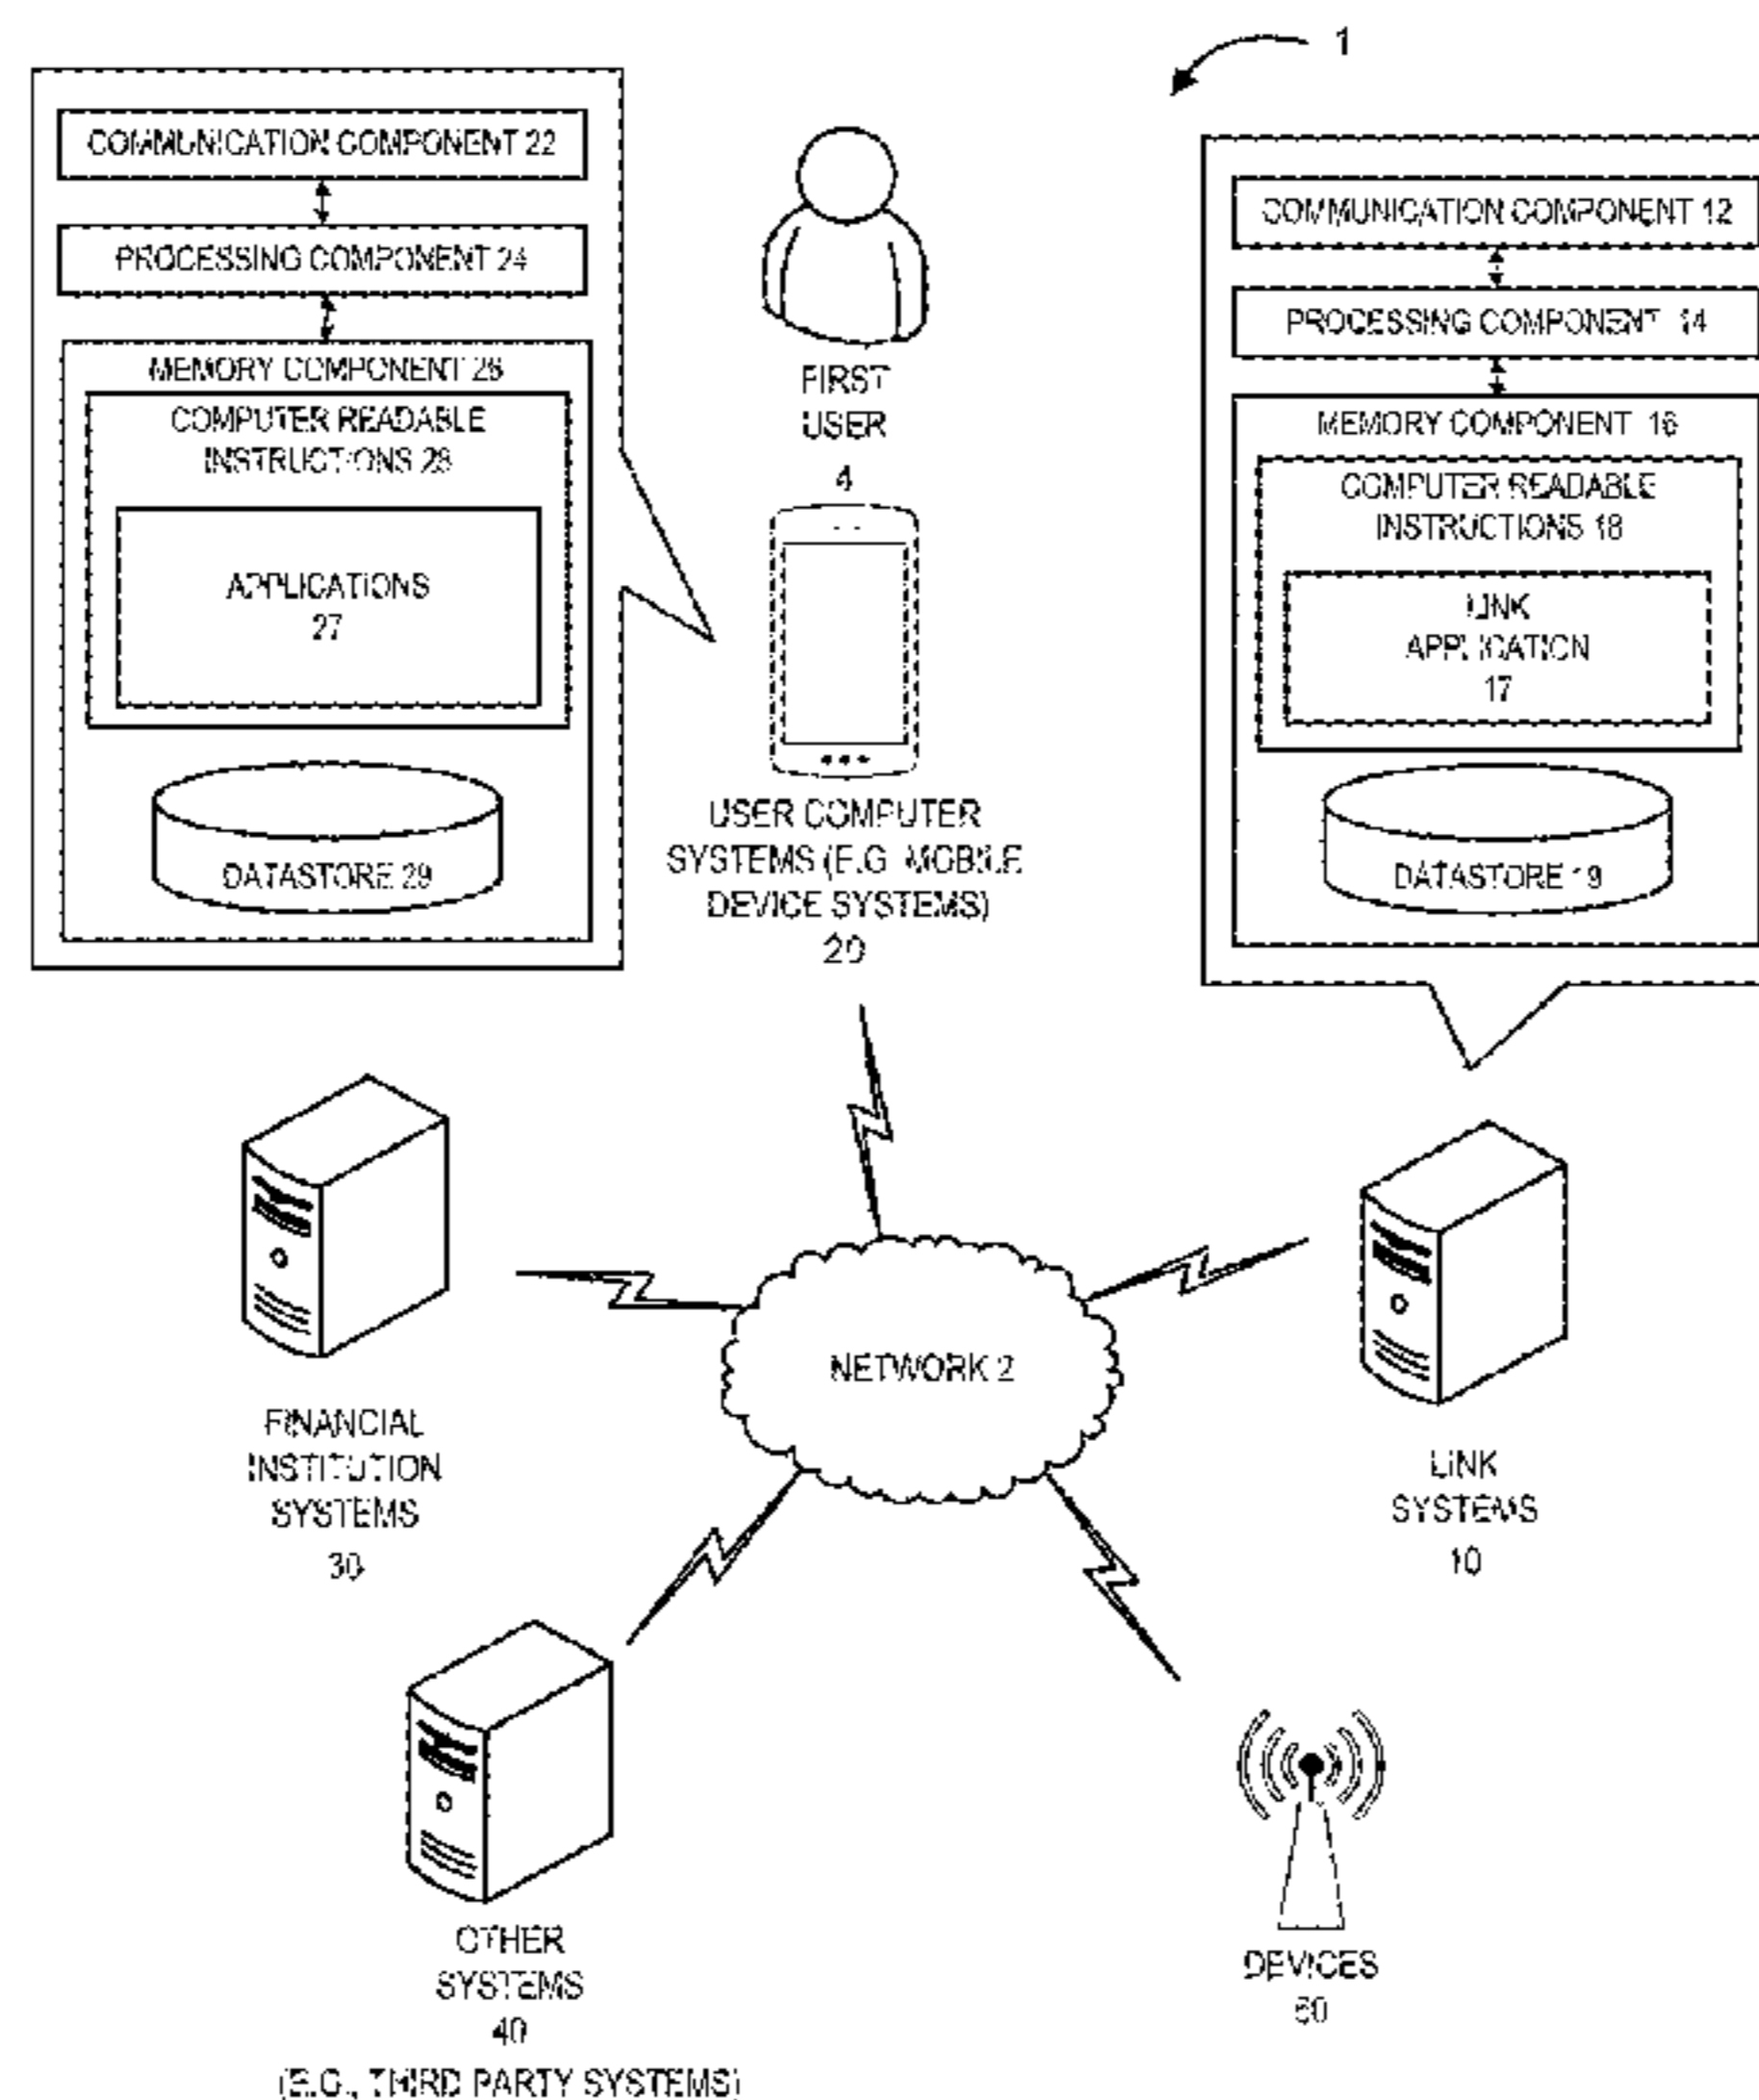 1
COMMUNICATION COMPONENT 22
PROCESSING COMPONENT 24
MEMORY COMPONENT 26
COMPUTER READABLE
INSTRUCTIONS 28
APPLICATIONS
27
DATASTORE 29
FIRST
USER
4
USER COMPUTER
SYSTEMS (E.G. MOBILE
DEVICE SYSTEMS)
20
COMMUNICATION COMPONENT 12
PROCESSING COMPONENT 14
MEMORY COMPONENT 16
COMPUTER READABLE
INSTRUCTIONS 18
LINK
APPLICATION
17
DATASTORE 19
NETWORK 2
FINANCIAL
INSTITUTION
SYSTEMS
30
LINK
SYSTEMS
10
OTHER
SYSTEMS
40
(E.G., THIRD PARTY SYSTEMS)
DEVICES